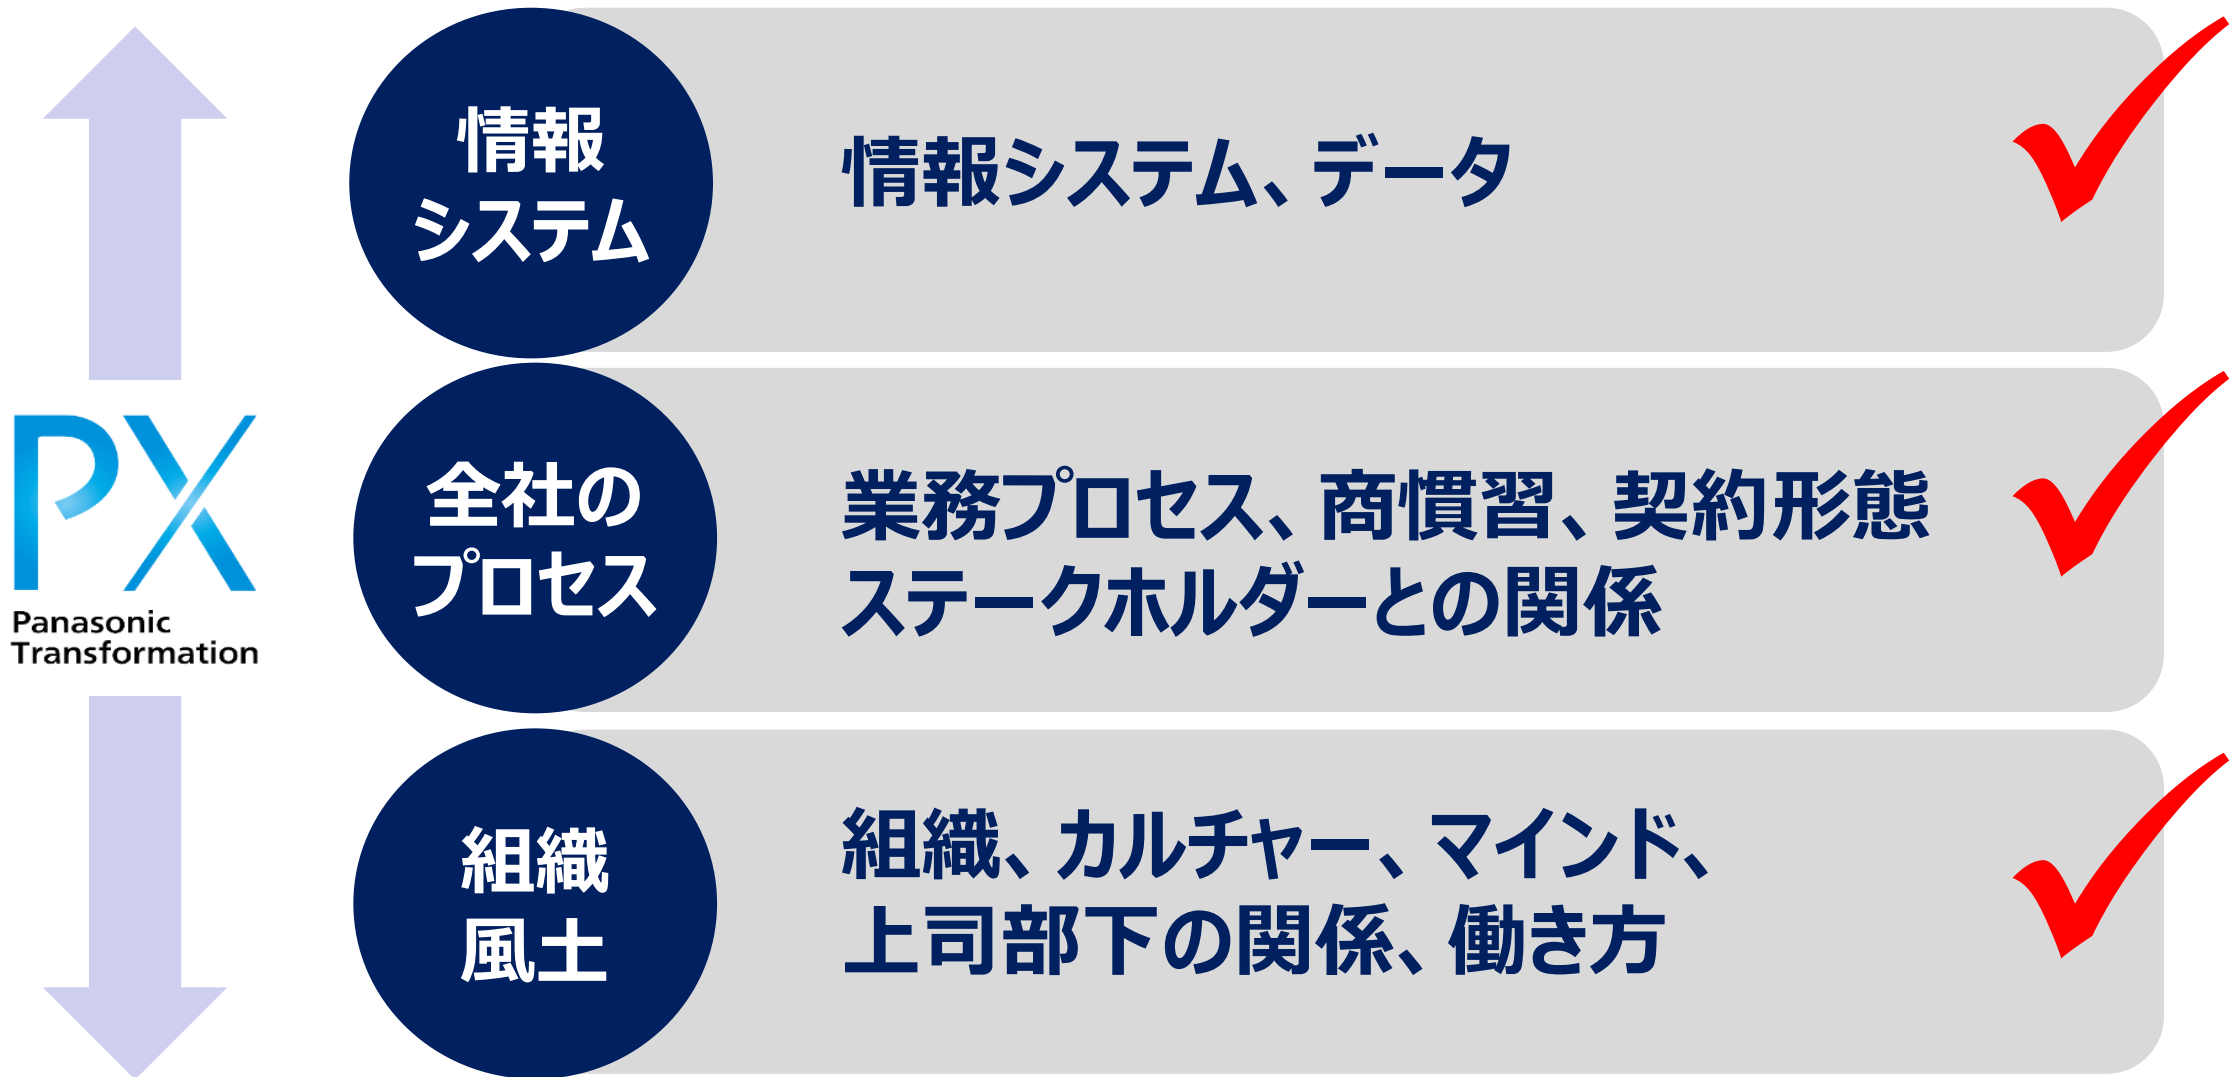 情報
システム
情報システム、データ
PX
Panasonic
Transformation
全社の
プロセス
業務プロセス、商慣習、契約形態
ステークホルダーとの関係
組織
風土
組織、カルチャー、マインド、
上司部下の関係、働き方